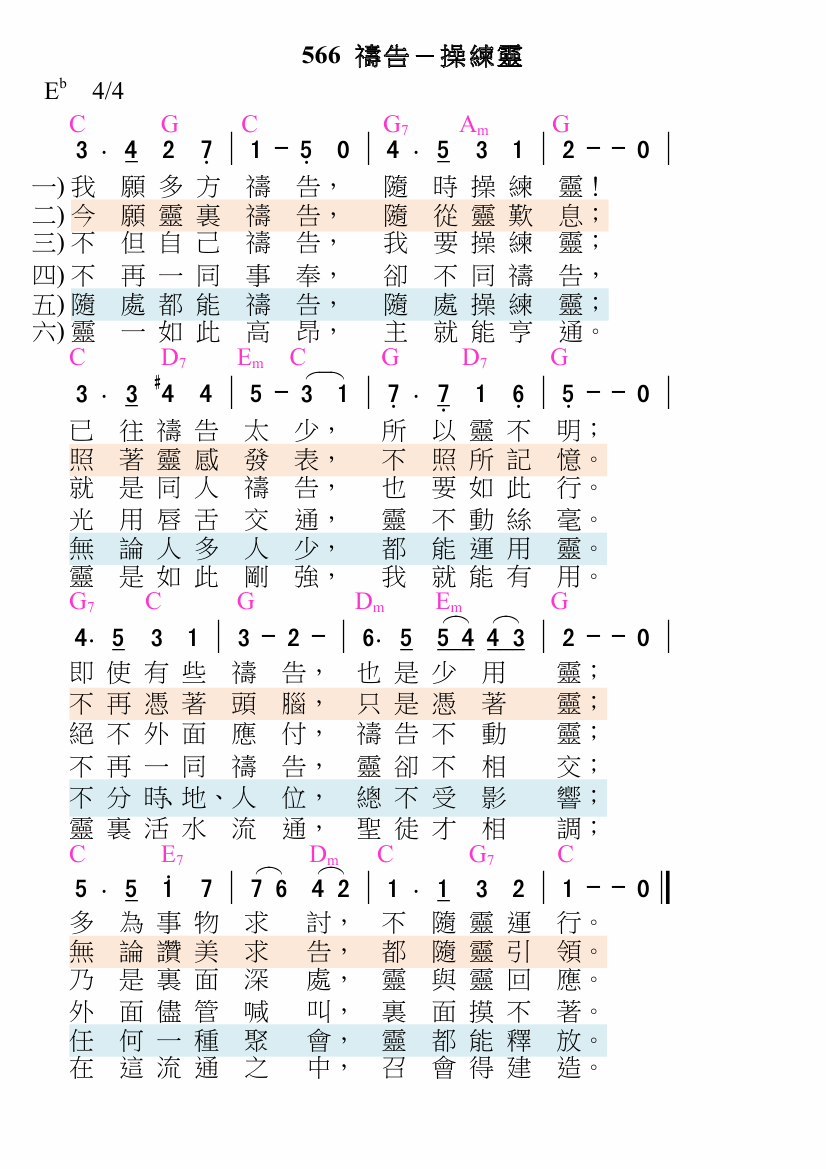 566 禱告－操練靈
E♭ 4/4
C G C G7 Am G
3 . 4 2 7̣ | 1 － 5̣ 0 | 4 . 5 3 1 | 2 － － 0 |
一) 我願多方禱告，隨時操練靈！
二) 今願靈裏禱告，隨從靈歎息；
三) 不但自己禱告，我要操練靈；
四) 不再一同事奉，卻不同禱告，
五) 隨處都能禱告，隨處操練靈；
六) 靈一如此高昂，主就能亨通。
C D7 Em C G D7 G
3 . 3 #4 4 | 5 － 3 1 | 7̣ . 7̣ 1 6̣ | 5̣ － － 0 |
已往禱告太少，所以靈不明；
照著靈感發表，不照所記憶。
就是同人禱告，也要如此行。
光用唇舌交通，靈不動絲毫。
無論人多人少，都能運用靈。
靈是如此剛強，我就能有用。
G7 C G Dm Em G
4. 5 3 1 | 3 － 2 － | 6. 5 5 4 4 3 | 2 － － 0 |
即使有些禱告，也是少用靈；
不再憑著頭腦，只是憑著靈；
絕不外面應付，禱告不動靈；
不再一同禱告，靈卻不相交；
不分時、地、人位，總不受影響；
靈裏活水流通，聖徒才相調；
C E7 Dm C G7 C
5 . 5 1̇ 7 | 7 6 4 2 | 1 . 1 3 2 | 1 － － 0 ‖
多為事物求討，不隨靈運行。
無論讚美求告，都隨靈引領。
乃是裏面深處，靈與靈回應。
外面儘管喊叫，裏面摸不著。
任何一種聚會，靈都能釋放。
在這流通之中，召會得建造。